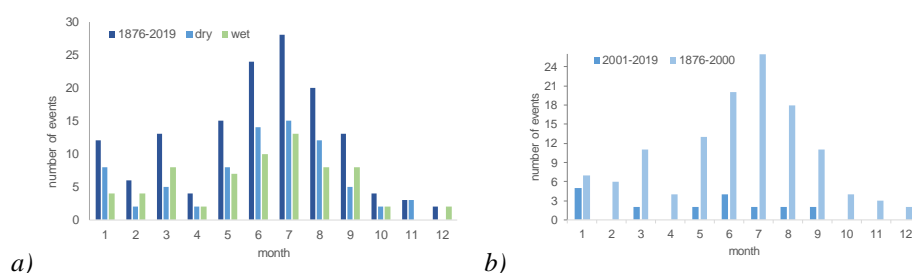 30
1876-2019 dry wet
25
20
15
10
5
0
number of events
1 2 3 4 5 6 7 8 9 10 11 12
month
a)
2001-2019 1876-2000
24
21
18
15
12
9
6
3
0
number of events
1 2 3 4 5 6 7 8 9 10 11 12
month
b)